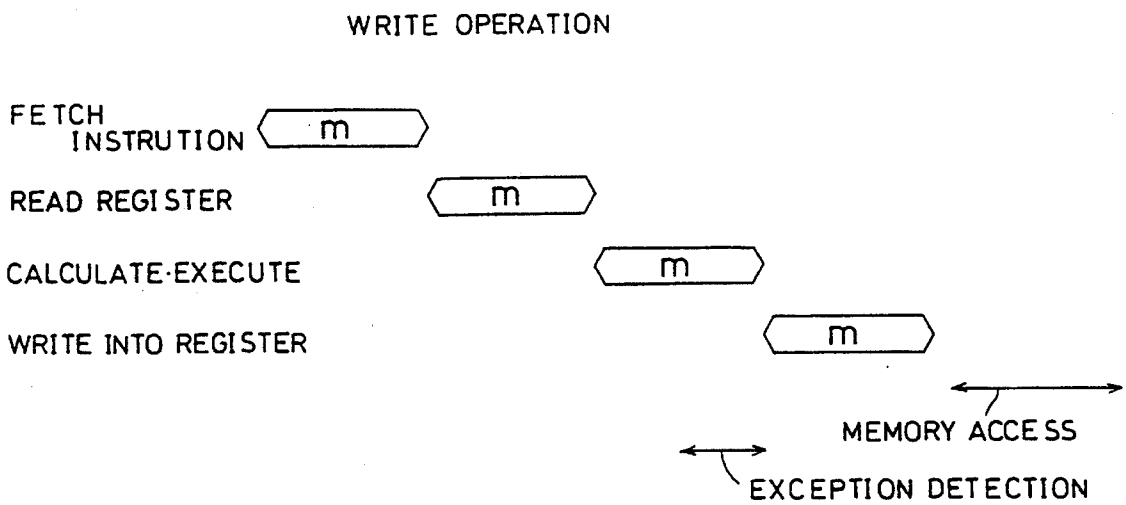 WRITE OPERATION
FETCH
INSTRUTION
m
READ REGISTER
m
CALCULATE·EXECUTE
m
WRITE INTO REGISTER
m
MEMORY ACCESS
EXCEPTION DETECTION